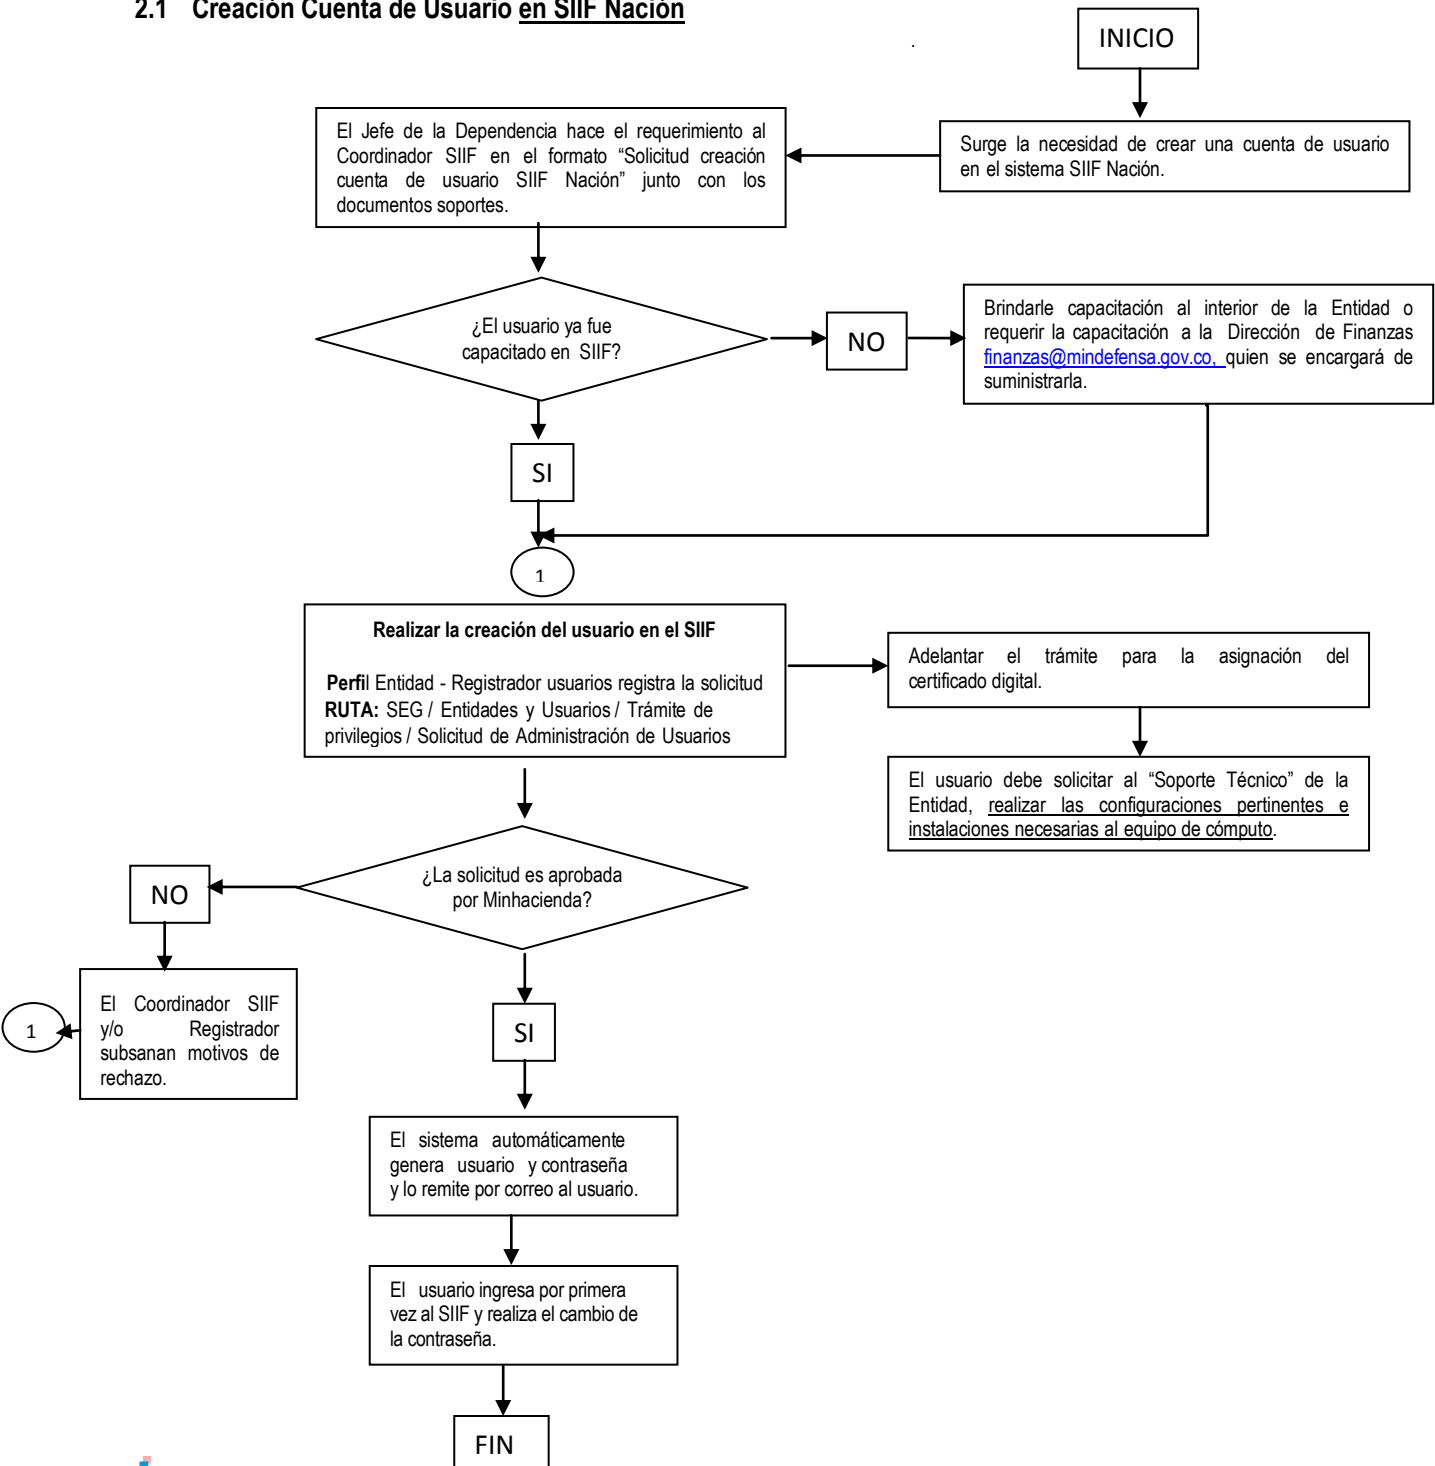 2.1 Creación Cuenta de Usuario en SIIF Nación
.
INICIO
Surge la necesidad de crear una cuenta de usuario
en el sistema SIIF Nación.
El Jefe de la Dependencia hace el requerimiento al
Coordinador SIIF en el formato “Solicitud creación
cuenta de usuario SIIF Nación” junto con los
documentos soportes.
¿El usuario ya fue
capacitado en SIIF?
NO
Brindarle capacitación al interior de la Entidad o
requerir la capacitación a la Dirección de Finanzas
finanzas@mindefensa.gov.co, quien se encargará de
suministrarla.
SI
1
Realizar la creación del usuario en el SIIF
Perfil Entidad - Registrador usuarios registra la solicitud
RUTA: SEG / Entidades y Usuarios / Trámite de
privilegios / Solicitud de Administración de Usuarios
Adelantar el trámite para la asignación del
certificado digital.
El usuario debe solicitar al “Soporte Técnico” de la
Entidad, realizar las configuraciones pertinentes e
instalaciones necesarias al equipo de cómputo.
¿La solicitud es aprobada
por Minhacienda?
NO
El Coordinador SIIF
y/o Registrador
subsanan motivos de
rechazo.
1
SI
El sistema automáticamente
genera usuario y contraseña
y lo remite por correo al usuario.
El usuario ingresa por primera
vez al SIIF y realiza el cambio de
la contraseña.
FIN